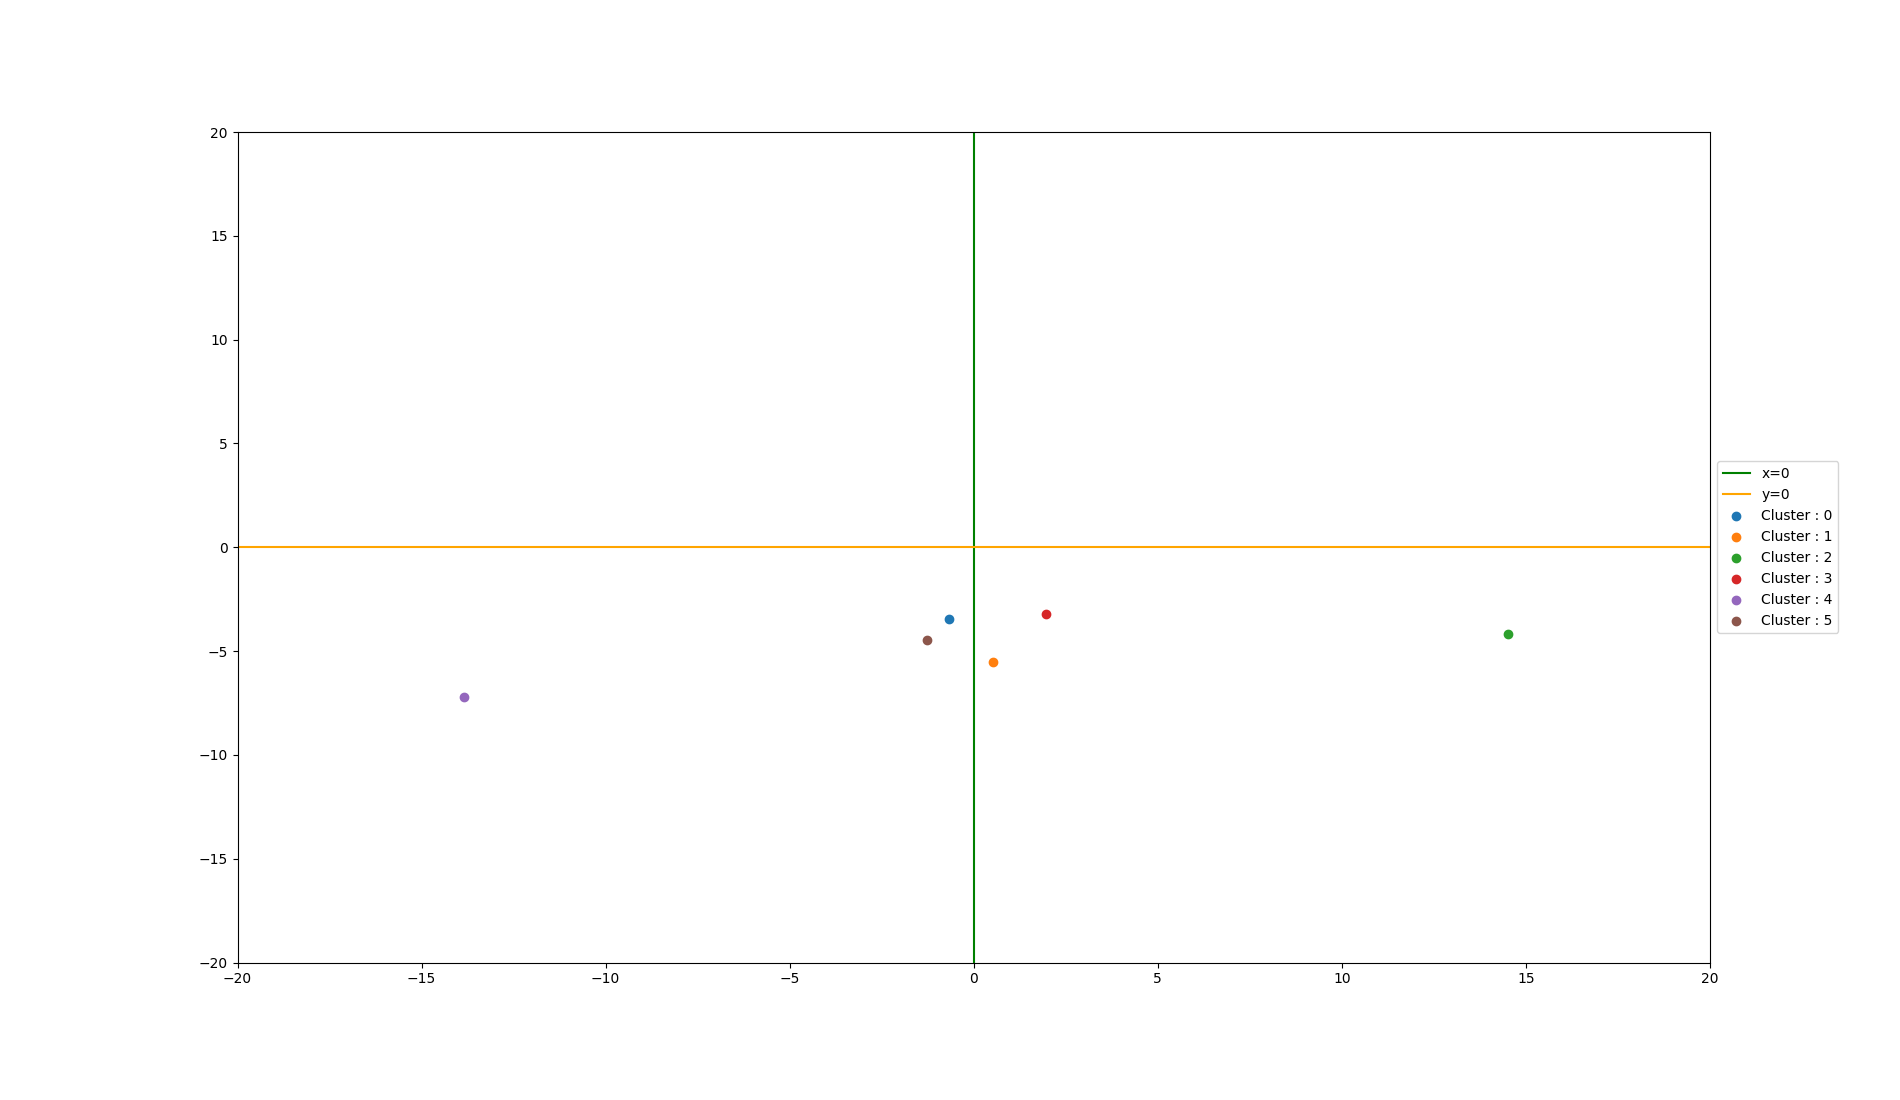 20
15
10
5
0
−5
−10
−15
−20
−20 −15 −10 −5 0 5 10 15 20
x=0
y=0
Cluster : 0
Cluster : 1
Cluster : 2
Cluster : 3
Cluster : 4
Cluster : 5